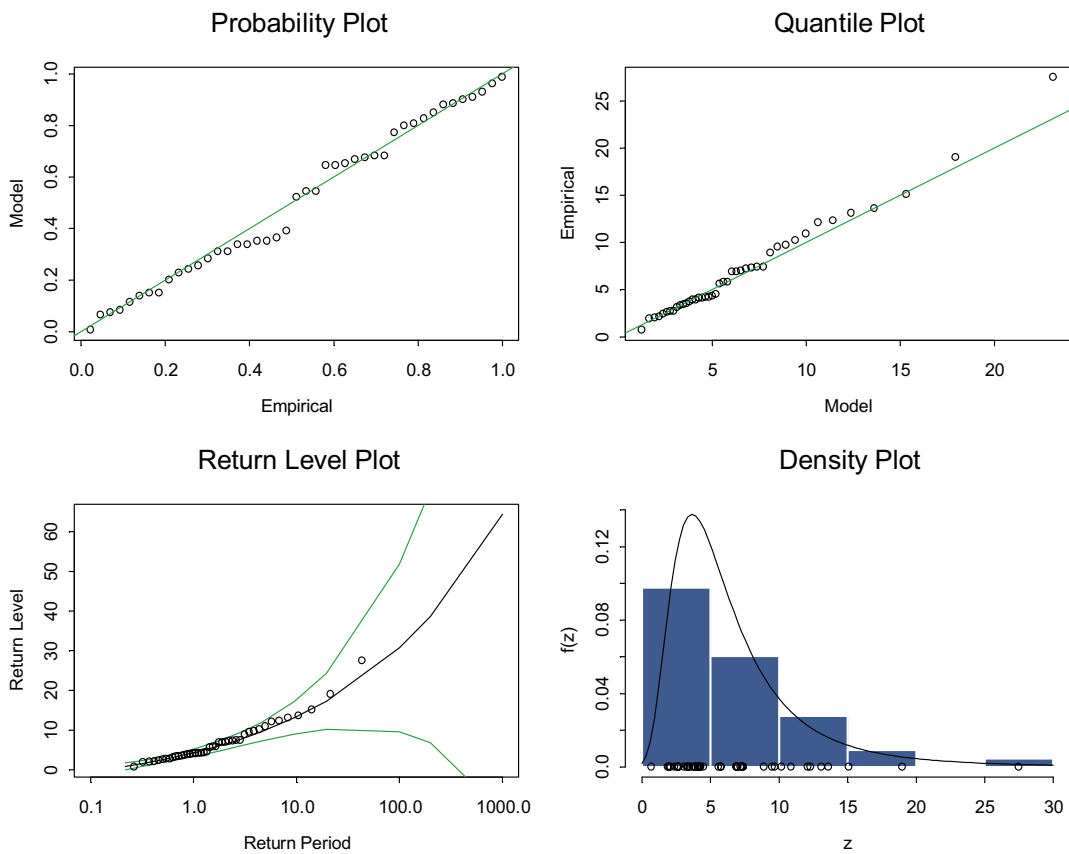 Probability Plot
Model
0.0 0.2 0.4 0.6 0.8 1.0
0.0 0.2 0.4 0.6 0.8 1.0
Empirical
Quantile Plot
Empirical
0 5 10 15 20 25
5 10 15 20
Model
Return Level Plot
Return Level
0 10 20 30 40 50 60
0.1 1.0 10.0 100.0 1000.0
Return Period
Density Plot
f(z)
0.0 0.04 0.08 0.12
0 5 10 15 20 25 30
z